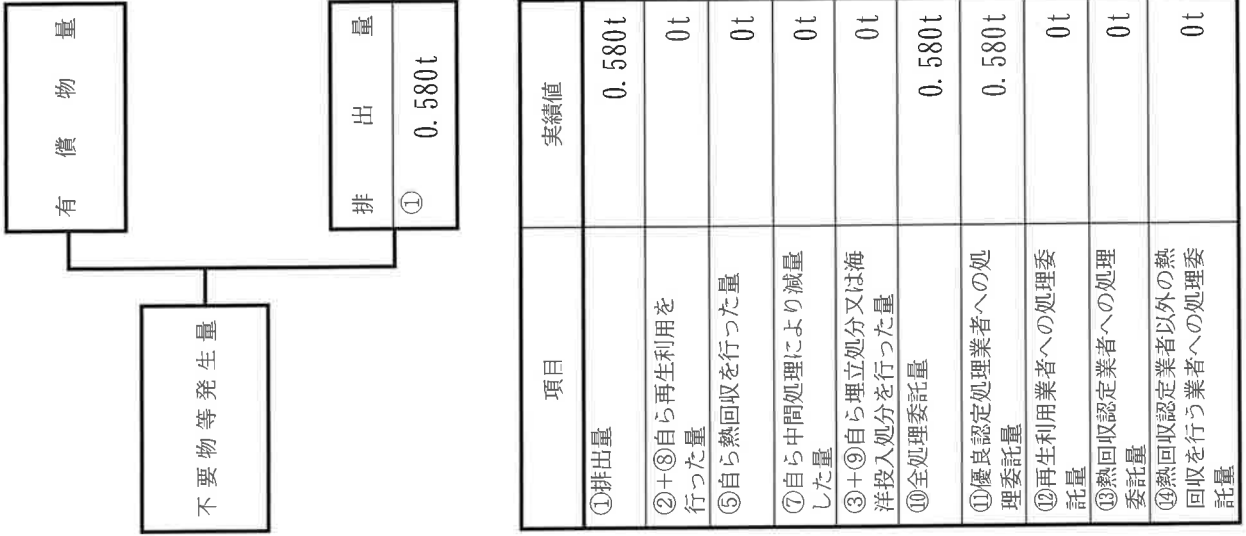 不要物等発生量
有償物量
排出量
① 0.580t
項目 実績値
①排出量 0.580t
②+⑧自ら再生利用を
行った量 0t
⑤自ら熱回収を行った量 0t
⑦自ら中間処理により減量
した量 0t
③+⑨自ら埋立処分又は海
洋投入処分を行った量 0t
⑩全処理委託量 0.580t
⑪優良認定処理業者への処
理委託量 0.580t
⑫再生利用業者への処理委
託量 0t
⑬熱回収認定業者への処理
委託量 0t
⑭熱回収認定業者以外の熱
回収を行う業者への処理委
託量 0t